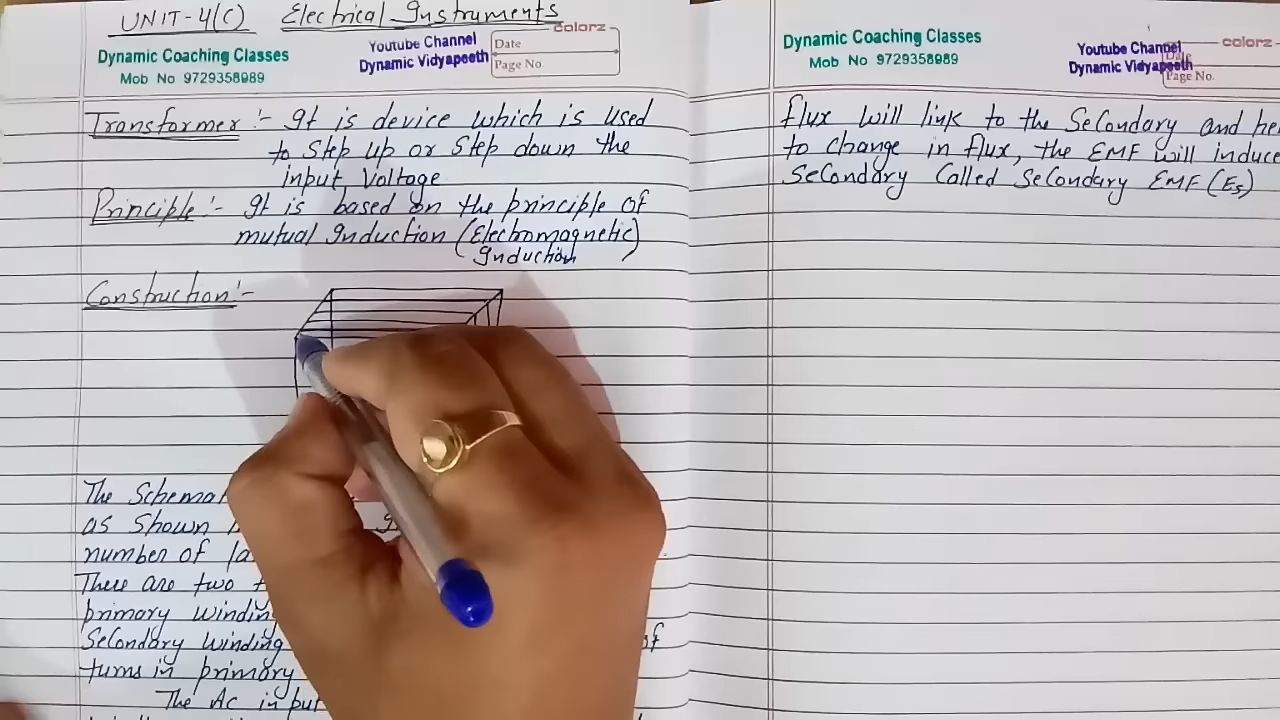 UNIT-4(C) Electrical Instruments
Dynamic Coaching Classes
Mob No 9729358989
Youtube Channel
Dynamic Vidyapeeth
colorz
Date
Page No.
Transformer :- It is device which is used
to Step up or Step down the
input voltage
Principle :- It is based on the principle of
mutual Induction (Electromagnetic)
Induction
Construction :-
The Schema
as Shown
number of la
There are two
primary windin
Secondary winding of
turns in primary
The Ac input
Dynamic Coaching Classes
Mob No 9729358989
Youtube Channel
Dynamic Vidyapeeth
colorz
Date
Page No.
flux will link to the Secondary and he
to change in flux, the EMF will induce
Secondary Called Secondary EMF (Es)